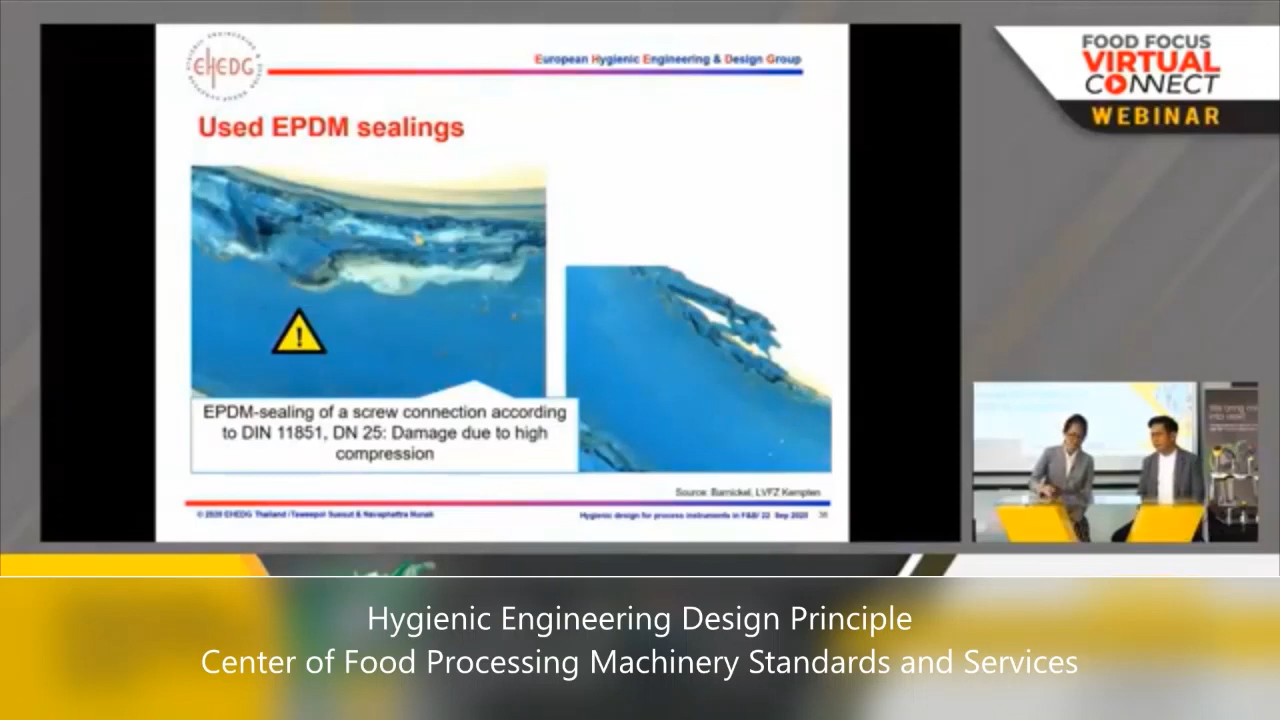 EHEDG
European Hygienic Engineering & Design Group
Used EPDM sealings
EPDM-sealing of a screw connection according
to DIN 11851, DN 25: Damage due to high
compression
Source: Barnickel, LVFZ Kempten
© 2020 EHEDG Thailand /Taweepol Suesut & Navaphattra Nunak
Hygienic design for process instruments in F&B/ 22 Sep 2020
36
FOOD FOCUS
VIRTUAL
CONNECT
WEBINAR
Hygienic Engineering Design Principle
Center of Food Processing Machinery Standards and Services